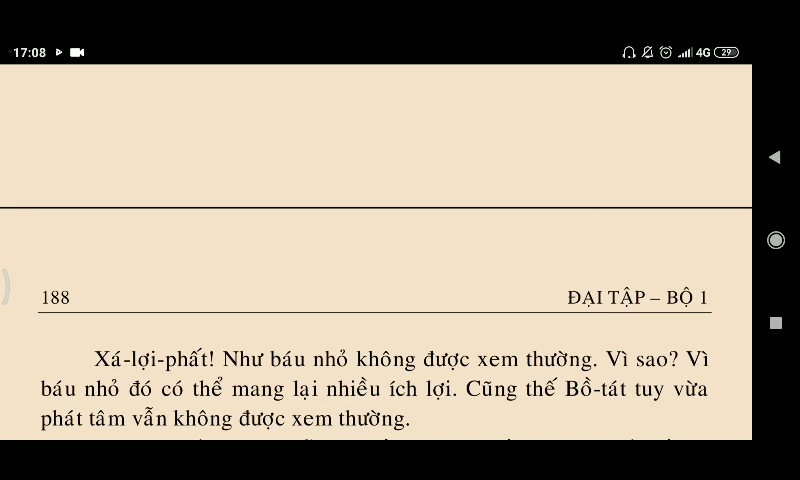 17:08
4G 29
188 ĐẠI TẬP – BỘ 1
Xá-lợi-phất! Như báu nhỏ không được xem thường. Vì sao? Vì
báu nhỏ đó có thể mang lại nhiều ích lợi. Cũng thế Bồ-tát tuy vừa
phát tâm vẫn không được xem thường.